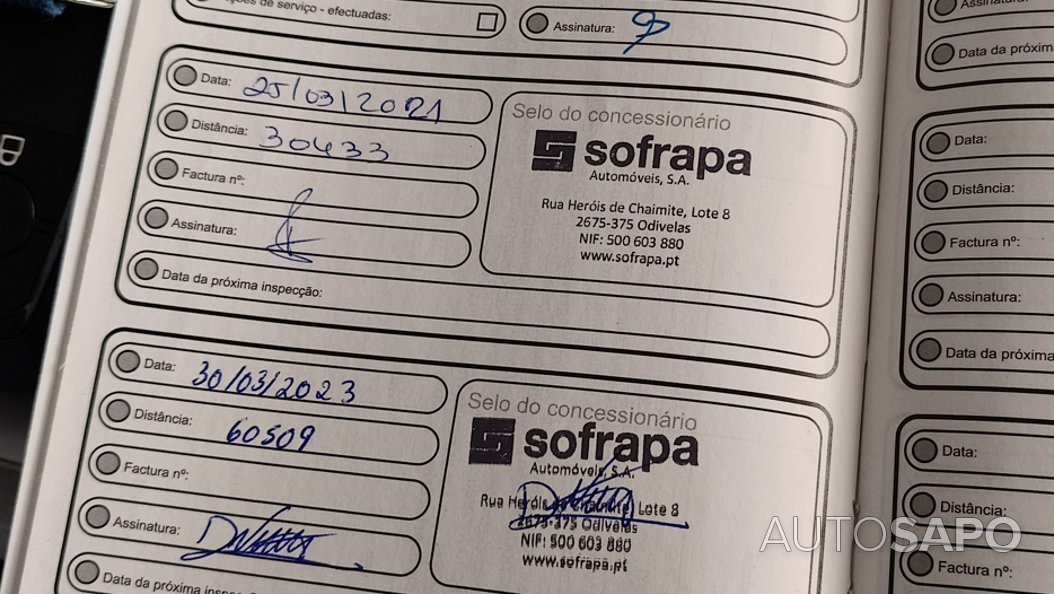 de serviço - efectuadas:
Assinatura:
Data: 25/03/2021
Distância: 30433
Factura nº:
Assinatura:
Data da próxima inspecção:
Selo do concessionário
sofrapa
Automóveis, S.A.
Rua Heróis de Chaimite, Lote 8
2675-375 Odivelas
NIF: 500 603 880
www.sofrapa.pt
Data: 30/03/2023
Distância: 60509
Factura nº:
Assinatura:
Data da próxima
Selo do concessionário
sofrapa
Automóveis, S.A.
Rua Heróis de Chaimite, Lote 8
2675-375 Odivelas
NIF: 500 603 880
www.sofrapa.pt
Data da próxima
Data:
Distância:
Factura nº:
Assinatura:
Data da próxima
Data:
Distância:
Factura nº:
AUTOSAPO